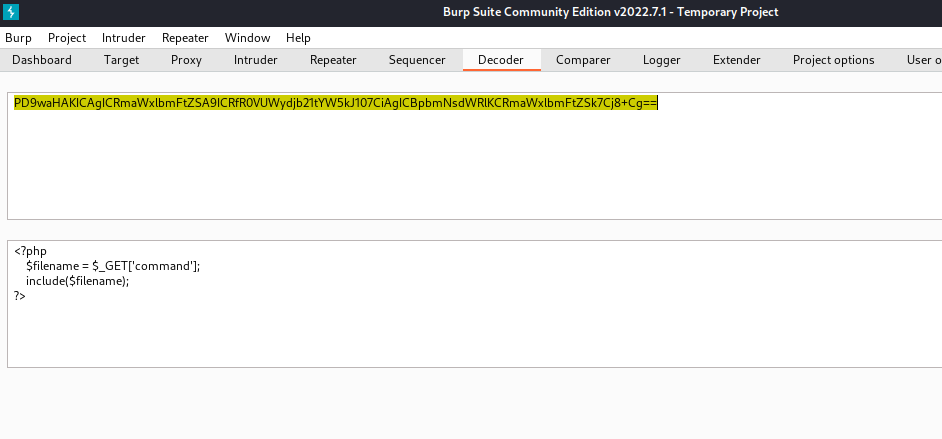 Burp Suite Community Edition v2022.7.1 - Temporary Project
Burp Project Intruder Repeater Window Help
Dashboard Target Proxy Intruder Repeater Sequencer Decoder Comparer Logger Extender Project options User o
PD9waHAKICAgICRmaWxlbmFtZSA9ICRfR0VUWydjb21tYW5kJ107CiAgICBpbmNsdWRlKCRmaWxlbmFtZSk7Cj8+Cg==
<?php
    $filename = $_GET['command'];
    include($filename);
?>